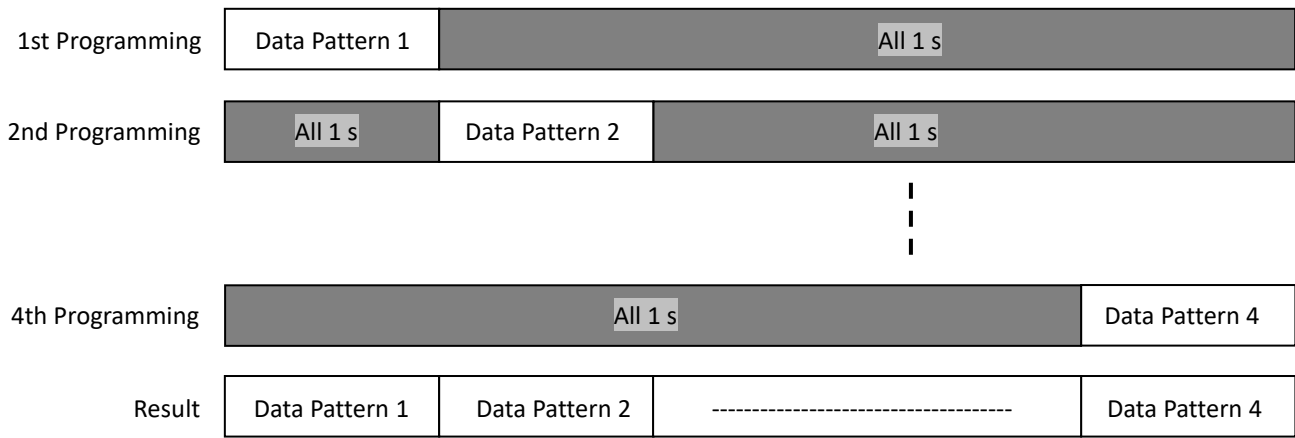 1st Programming Data Pattern 1 All 1 s
2nd Programming All 1 s Data Pattern 2 All 1 s
4th Programming All 1 s Data Pattern 4
Result Data Pattern 1 Data Pattern 2 ------------------------------------- Data Pattern 4